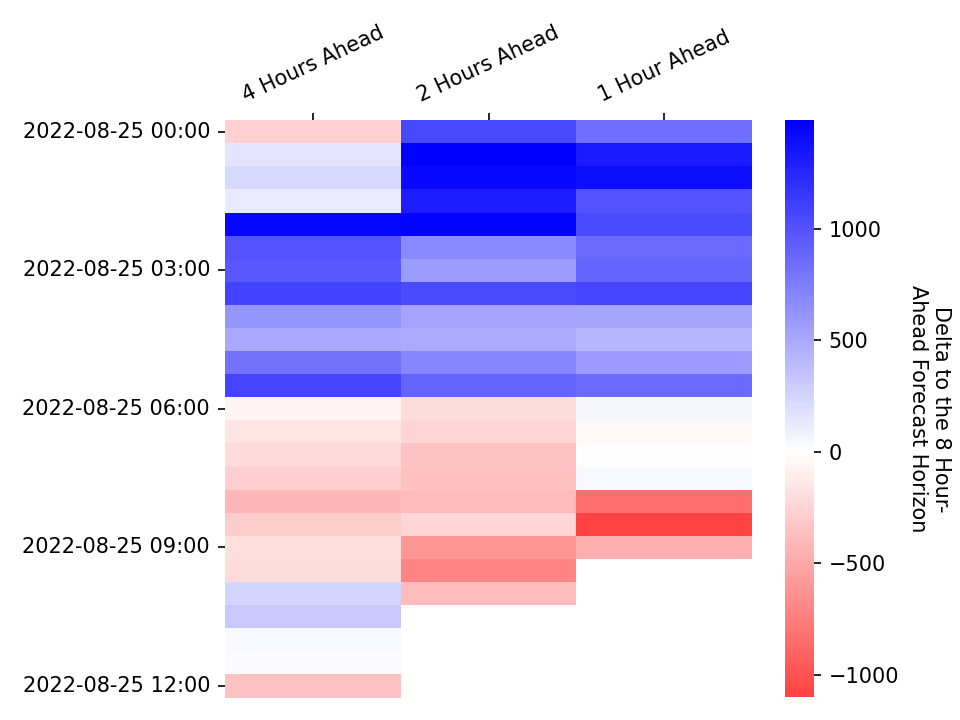 4 Hours Ahead
2 Hours Ahead
1 Hour Ahead
2022-08-25 00:00
2022-08-25 03:00
2022-08-25 06:00
2022-08-25 09:00
2022-08-25 12:00
1000
500
0
−500
−1000
Delta to the 8 Hour-
Ahead Forecast Horizon